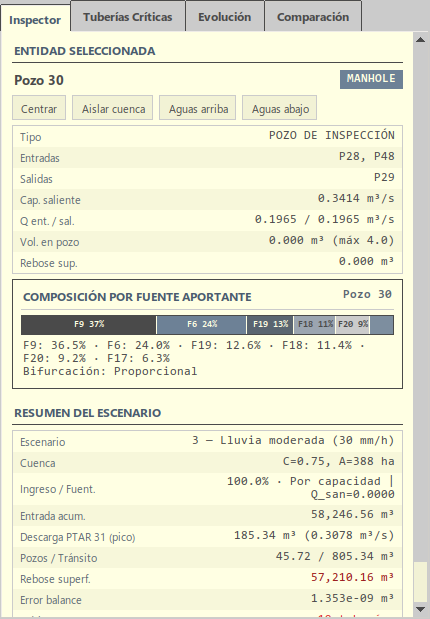 Inspector Tuberías Críticas Evolución Comparación
ENTIDAD SELECCIONADA
Pozo 30 MANHOLE
Centrar Aislar cuenca Aguas arriba Aguas abajo
Tipo POZO DE INSPECCIÓN
Entradas P28, P48
Salidas P29
Cap. saliente 0.3414 m³/s
Q ent. / sal. 0.1965 / 0.1965 m³/s
Vol. en pozo 0.000 m³ (máx 4.0)
Rebose sup. 0.000 m³
COMPOSICIÓN POR FUENTE APORTANTE Pozo 30
F9 37% F6 24% F19 13% F18 11% F20 9%
F9: 36.5% · F6: 24.0% · F19: 12.6% · F18: 11.4% ·
F20: 9.2% · F17: 6.3%
Bifurcación: Proporcional
RESUMEN DEL ESCENARIO
Escenario 3 — Lluvia moderada (30 mm/h)
Cuenca C=0.75, A=388 ha
Ingreso / Fuent. 100.0% · Por capacidad |
Q_san=0.0000
Entrada acum. 58,246.56 m³
Descarga PTAR 31 (pico) 185.34 m³ (0.3078 m³/s)
Pozos / Tránsito 45.72 / 805.34 m³
Rebose superf. 57,210.16 m³
Error balance 1.353e-09 m³